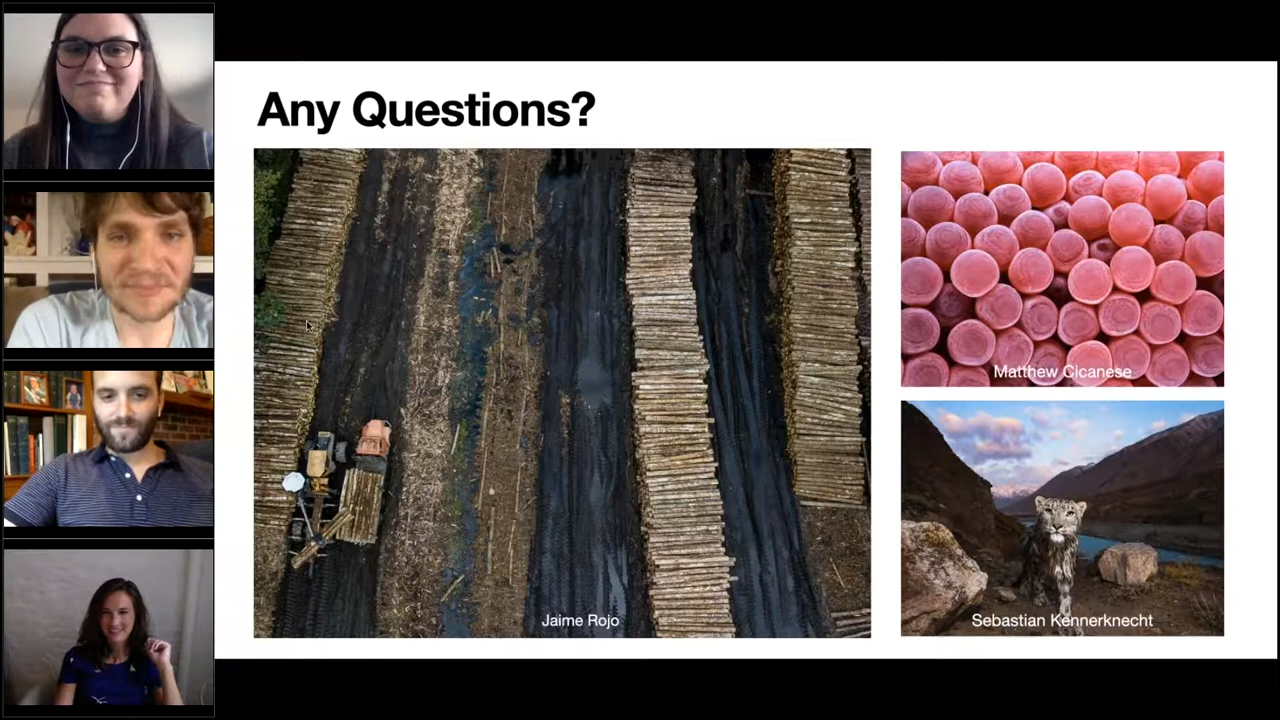 Any Questions?
Matthew Cicanese
Jaime Rojo
Sebastian Kennerknecht